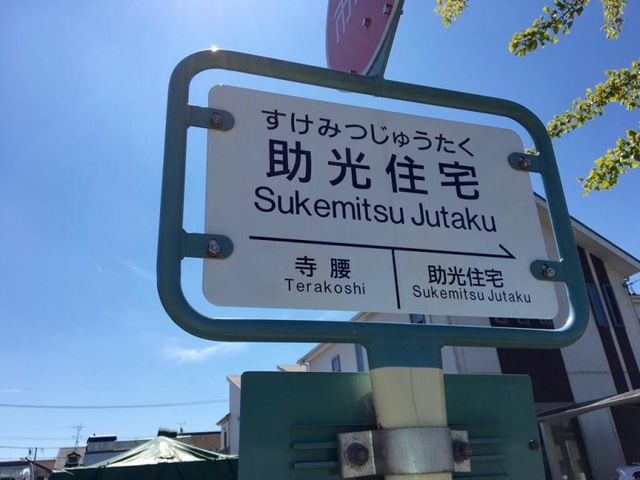 市
すけみつじゅうたく
助光住宅
Sukemitsu Jutaku
寺腰
Terakoshi
助光住宅
Sukemitsu Jutaku